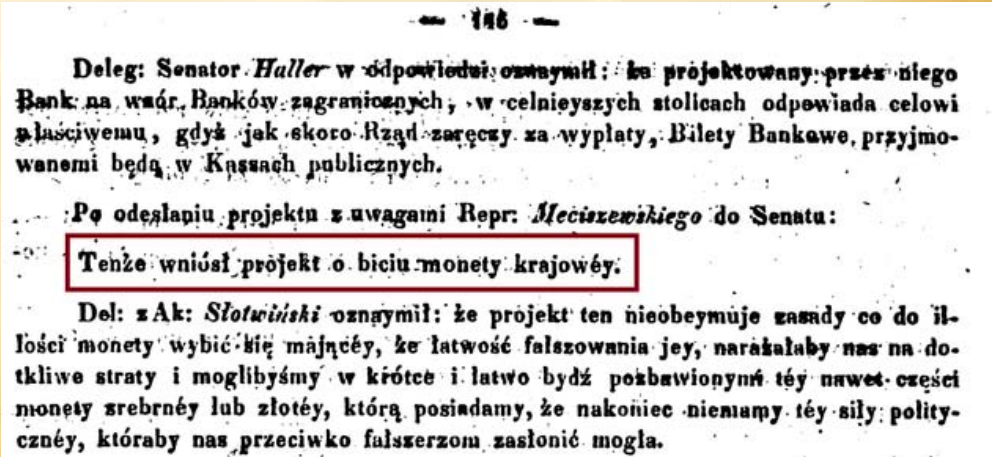 — 146 —
Deleg: Senator Haller w odpowiedzi oznaymił: że projektowany przez niego
Bank na wzór Banków zagranicznych, w celnieyszych stolicach odpowiada celowi
właściwemu, gdyż jak skoro Rząd zaręczy za wypłaty, Bilety Bankowe, przyjmo-
wanemi będą w Kassach publicznych.
Po odesłaniu projektu z uwagami Repr: Meciszewskiego do Senatu:
Tenże wniósł projekt o biciu monety krajowéy.
Del: z Ak: Słotwiński oznaymił: że projekt ten nieobeymuje zasady co do il-
lości monety wybić się mającéy, że łatwość fałszowania jey, narażałaby nas na do-
tkliwe straty i moglibyśmy w krótce i łatwo bydź pozbawionymi téy nawet części
monety srebrnéy lub złotéy, którą posiadamy, że nakoniec niemamy téy siły polity-
cznéy, któraby nas przeciwko fałszerzom zasłonić mogła.